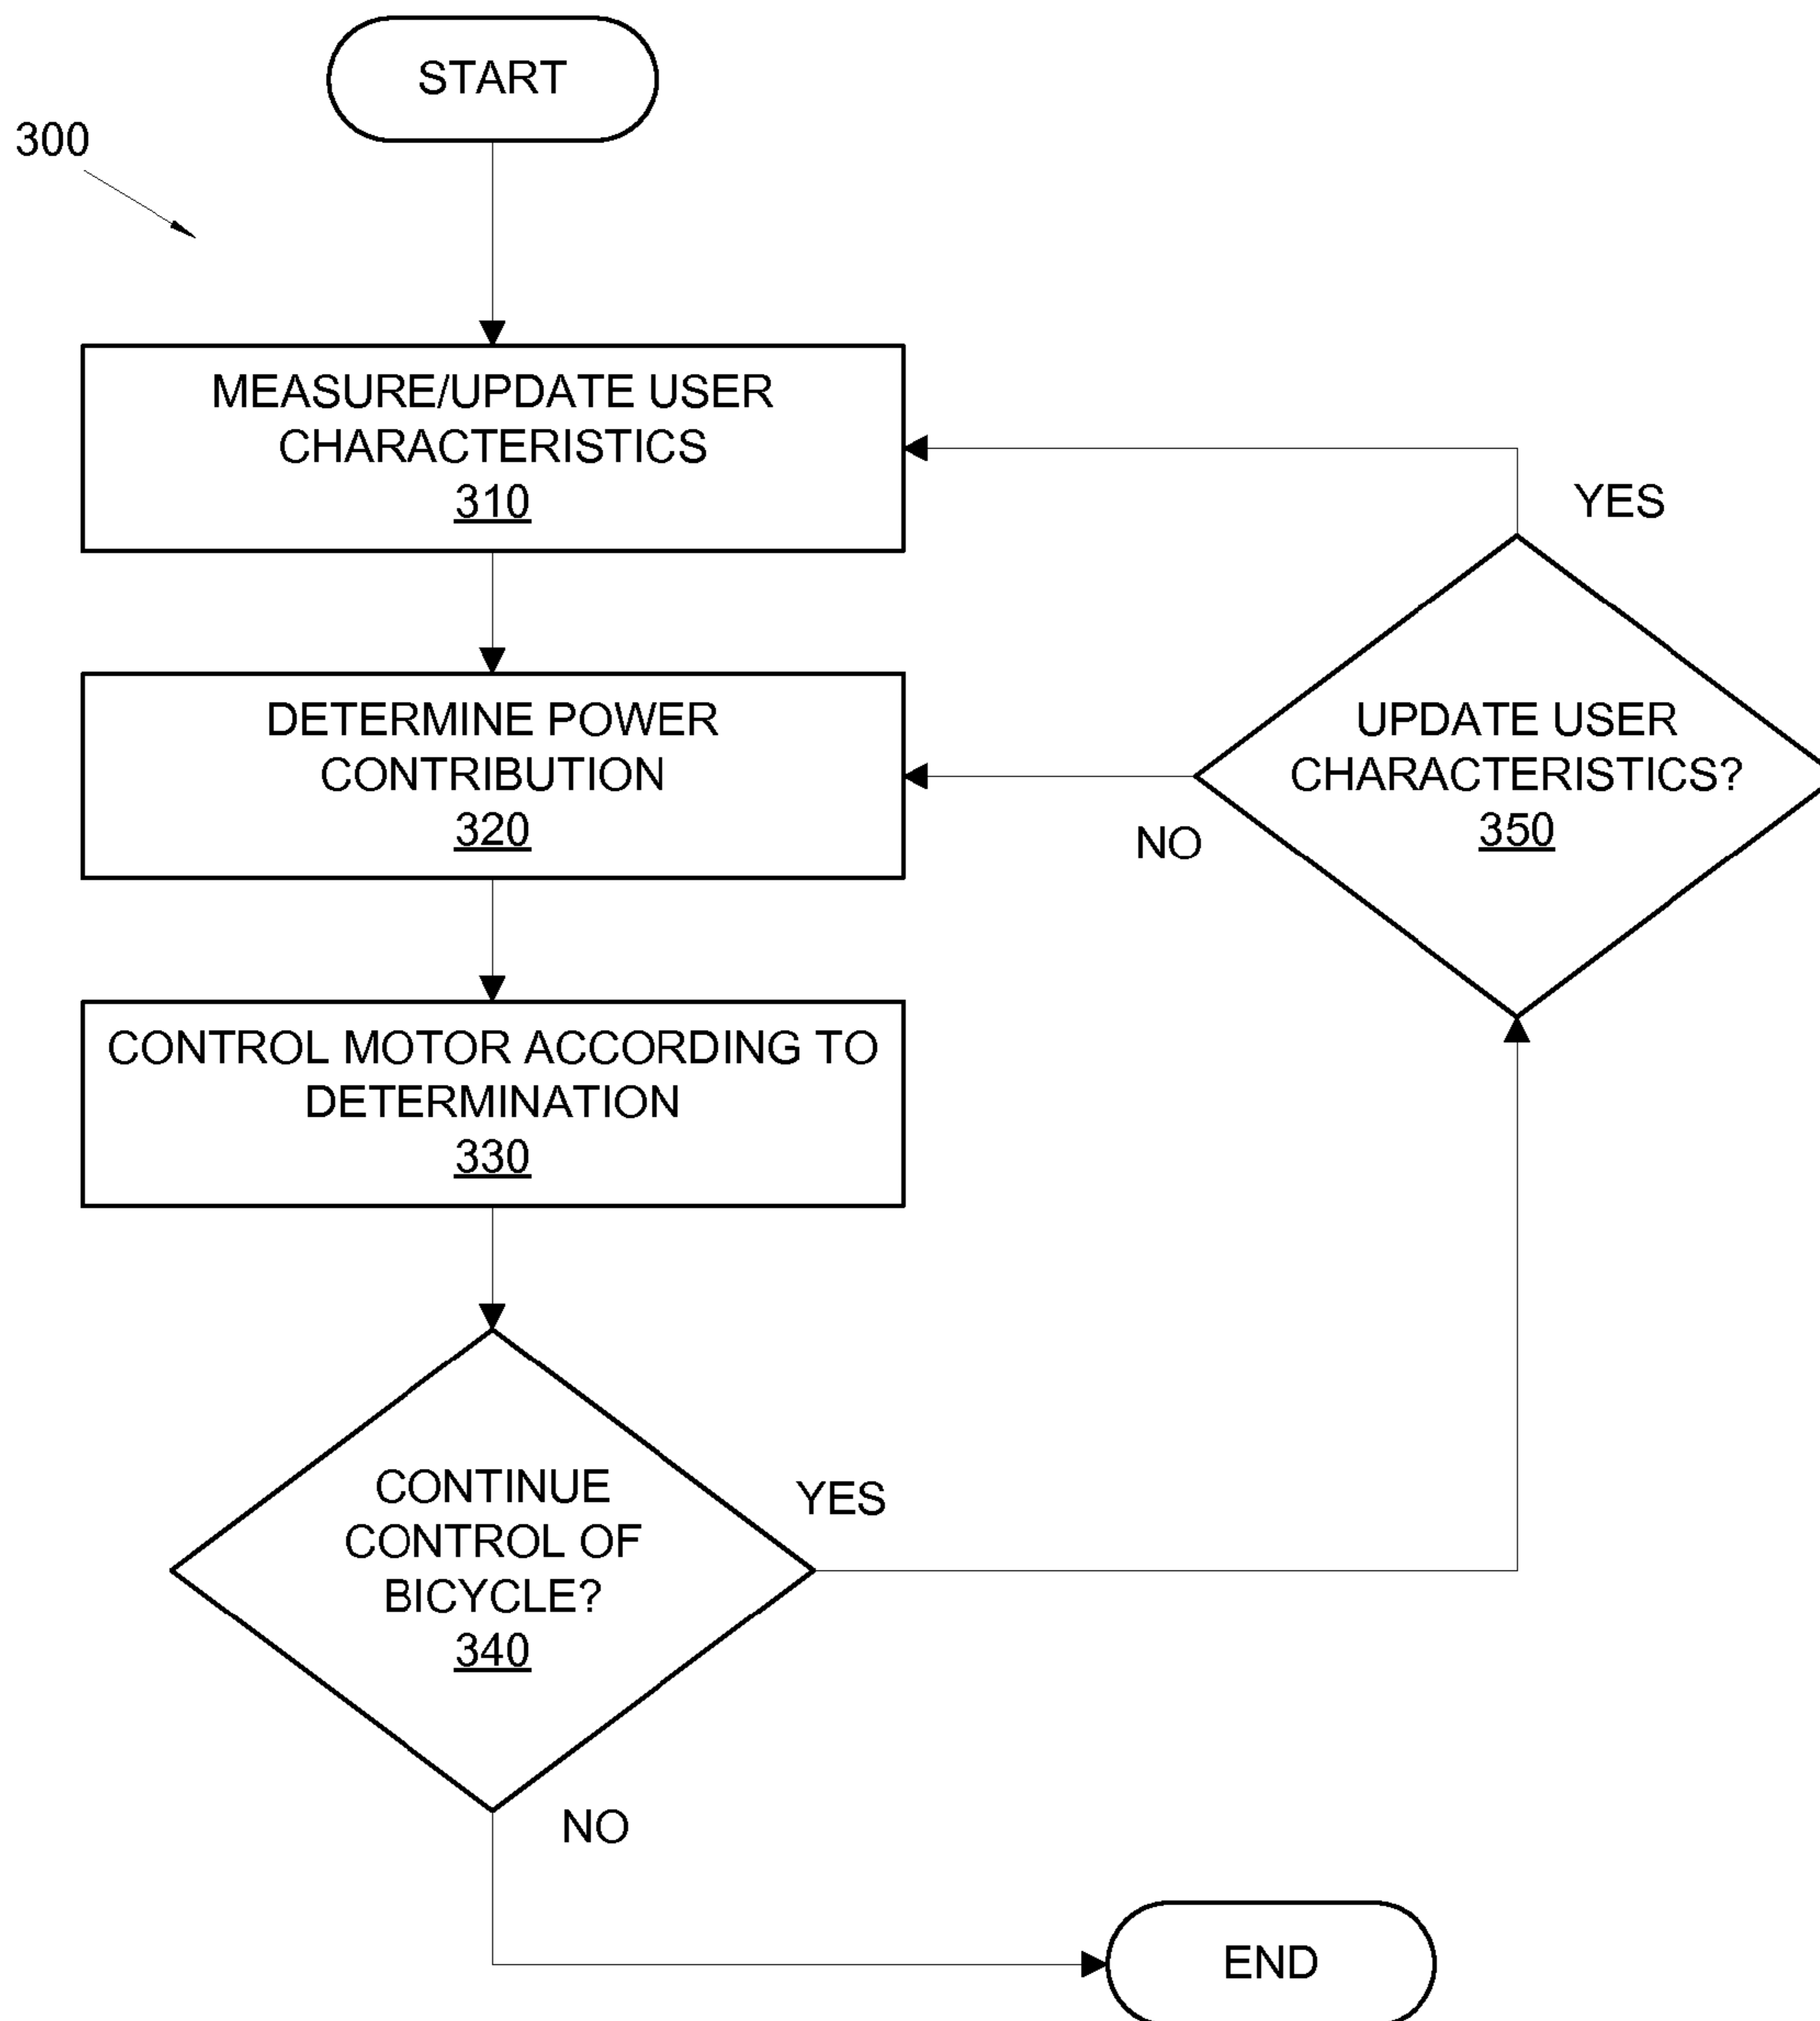 START
300
MEASURE/UPDATE USER
CHARACTERISTICS
310
YES
DETERMINE POWER
CONTRIBUTION
320
UPDATE USER
CHARACTERISTICS?
350
NO
CONTROL MOTOR ACCORDING TO
DETERMINATION
330
CONTINUE
CONTROL OF
BICYCLE?
340
YES
NO
END